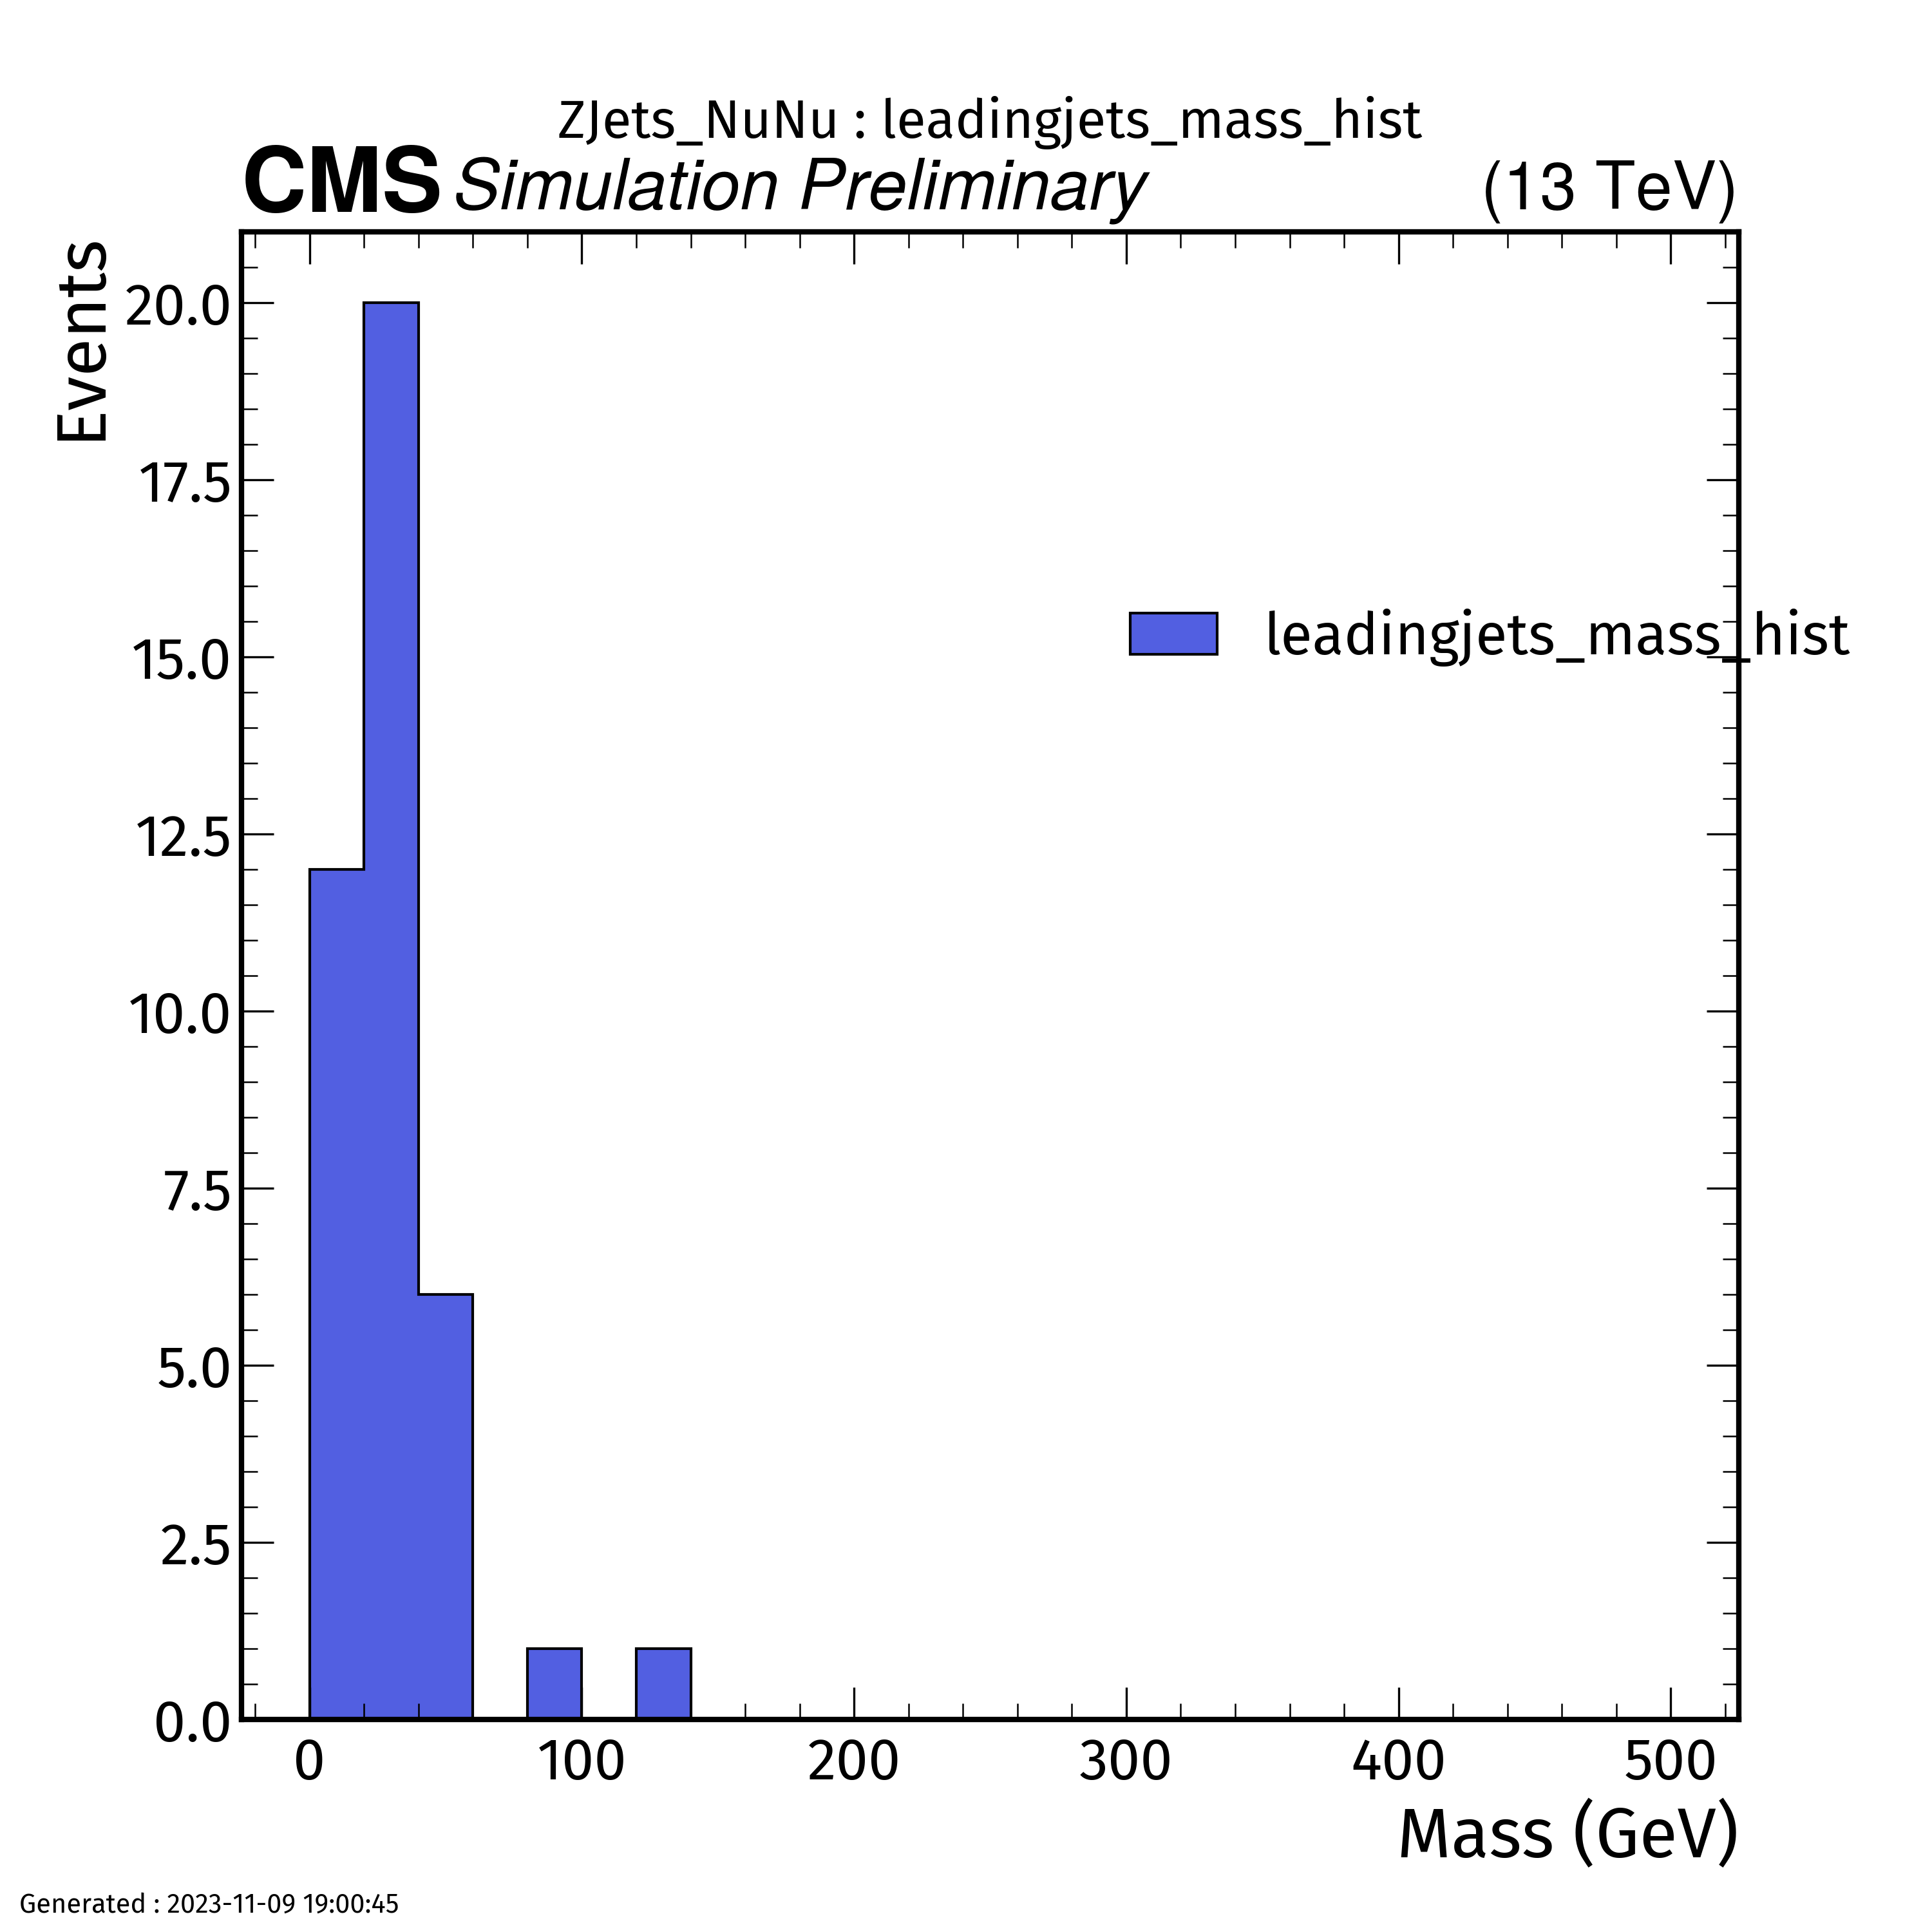 ZJets_NuNu : leadingjets_mass_hist
CMS Simulation Preliminary (13 TeV)
Events
20.0
17.5
15.0
12.5
10.0
7.5
5.0
2.5
0.0
leadingjets_mass_hist
0 100 200 300 400 500
Mass (GeV)
Generated : 2023-11-09 19:00:45